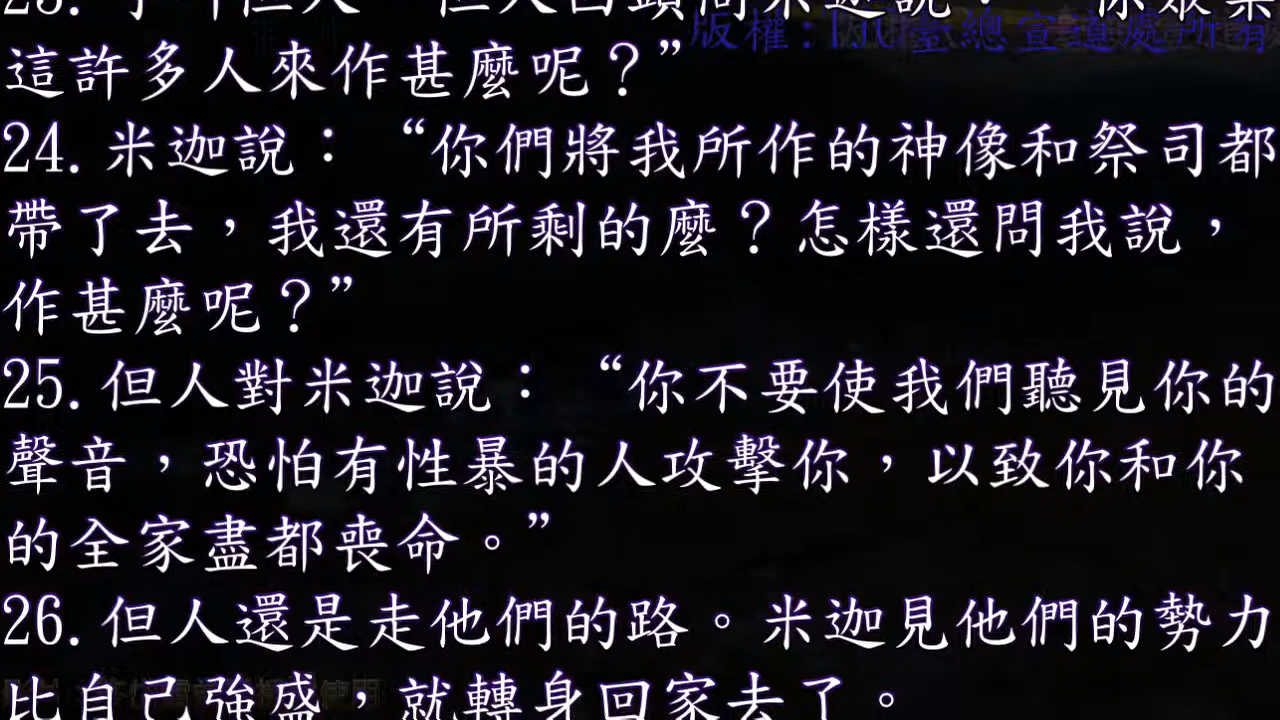 這許多人來作甚麼呢？”
24. 米迦說：“你們將我所作的神像和祭司都
帶了去，我還有所剩的麼？怎樣還問我說，
作甚麼呢？”
25. 但人對米迦說：“你不要使我們聽見你的
聲音，恐怕有性暴的人攻擊你，以致你和你
的全家盡都喪命。”
26. 但人還是走他們的路。米迦見他們的勢力
比自己強盛，就轉身回家去了。